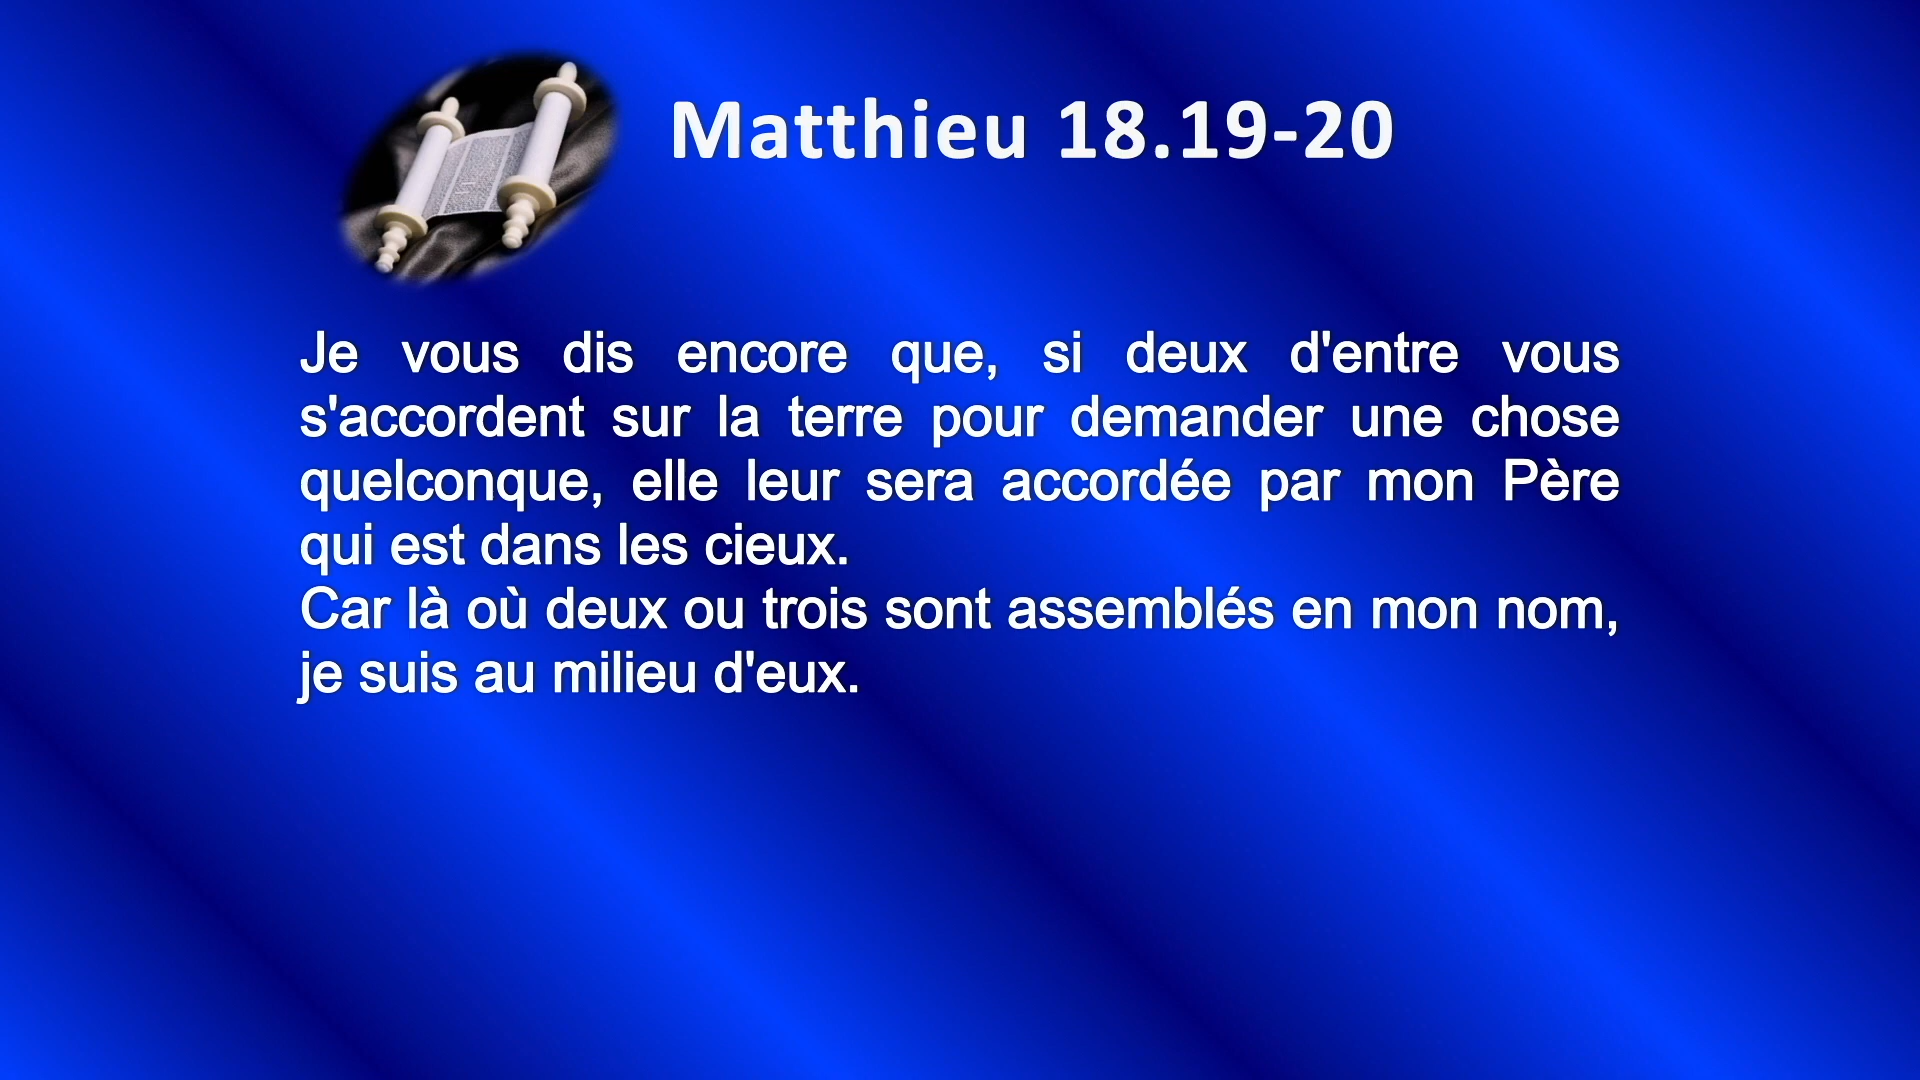 Matthieu 18.19-20
Je vous dis encore que, si deux d'entre vous
s'accordent sur la terre pour demander une chose
quelconque, elle leur sera accordée par mon Père
qui est dans les cieux.
Car là où deux ou trois sont assemblés en mon nom,
je suis au milieu d'eux.